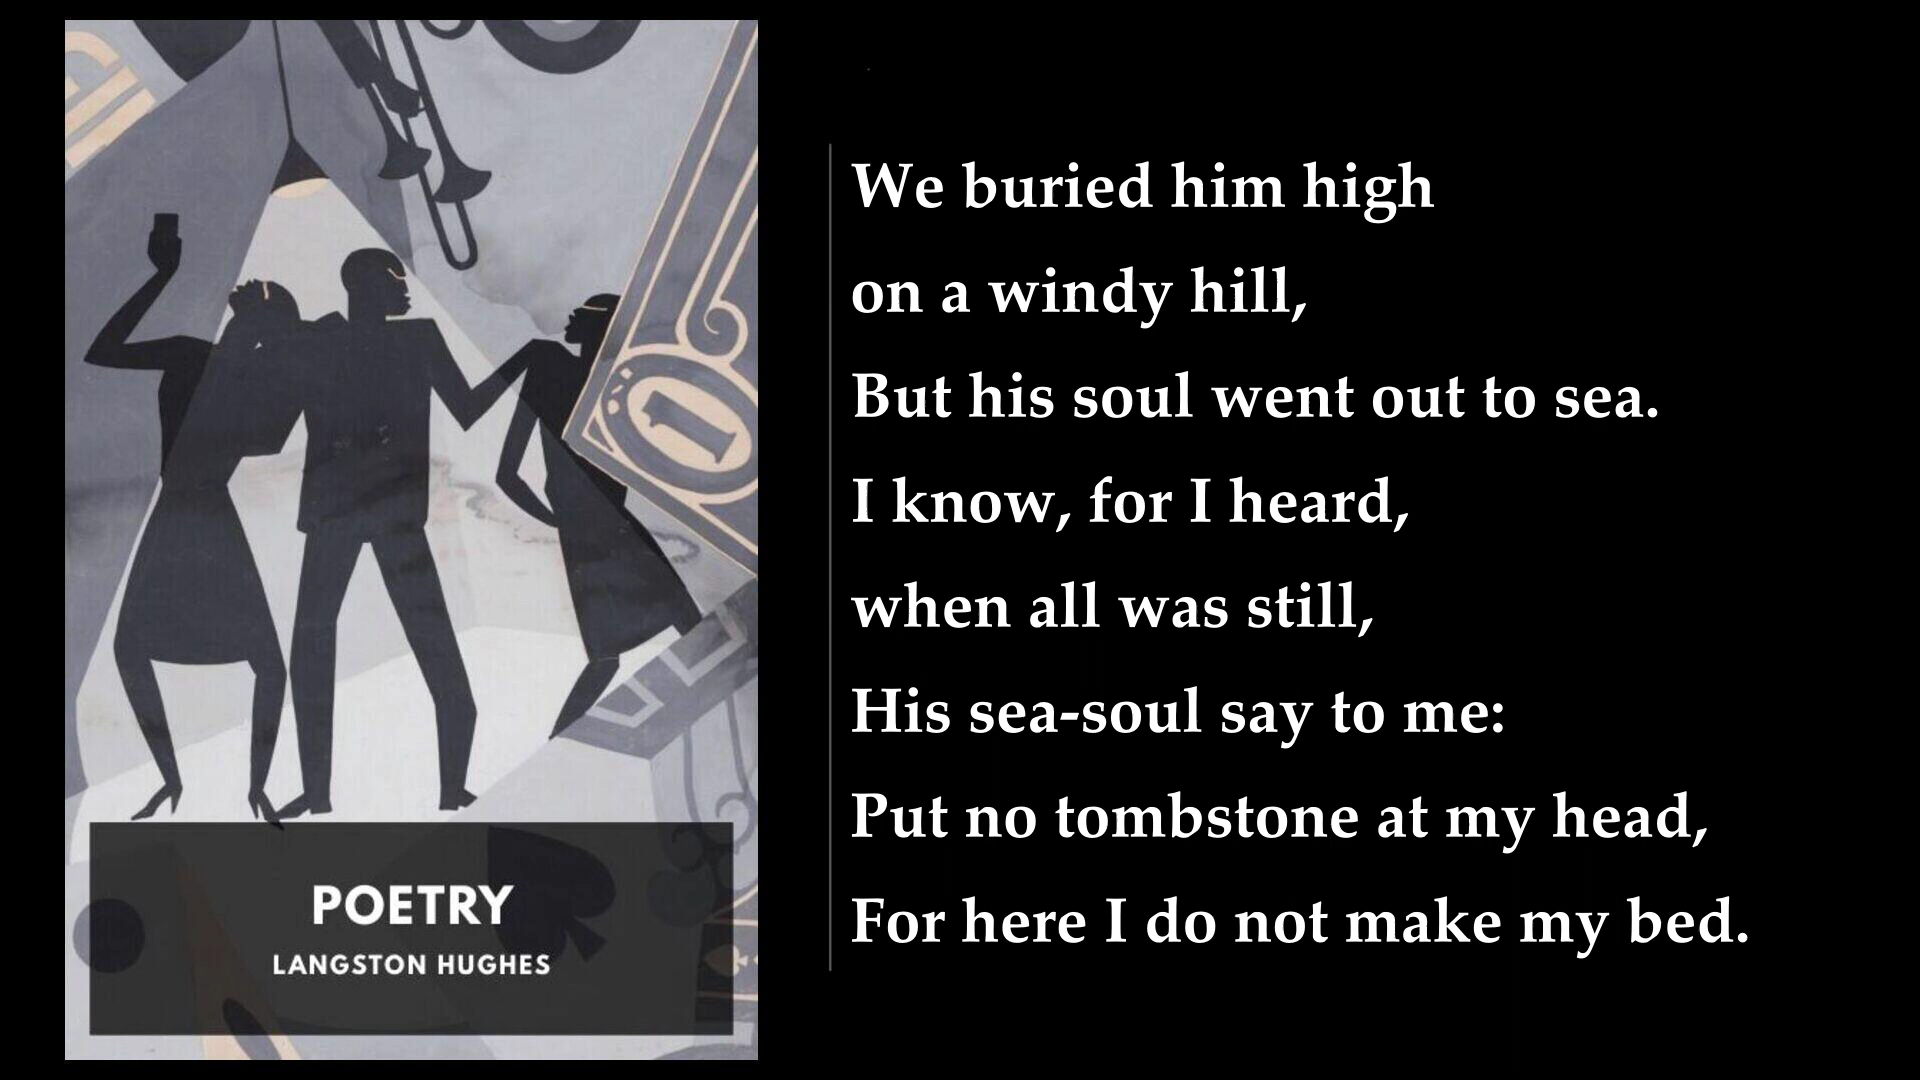 POETRY
LANGSTON HUGHES
We buried him high
on a windy hill,
But his soul went out to sea.
I know, for I heard,
when all was still,
His sea-soul say to me:
Put no tombstone at my head,
For here I do not make my bed.